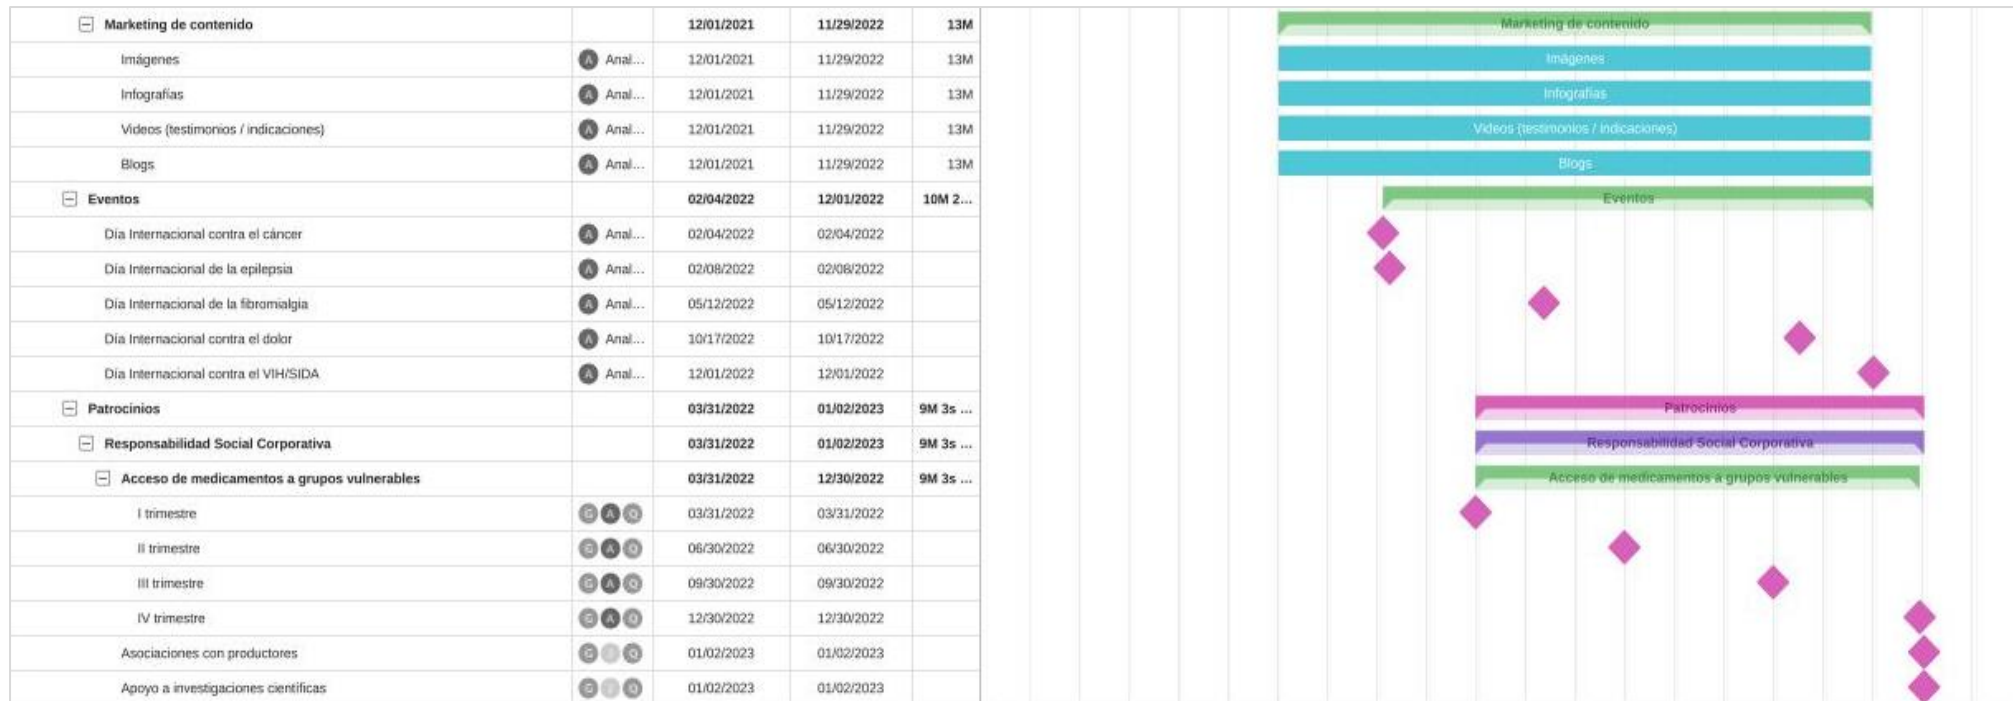 Marketing de contenido 12/01/2021 11/29/2022 13M Marketing de contenido
Imágenes A Anal... 12/01/2021 11/29/2022 13M Imágenes
Infografías A Anal... 12/01/2021 11/29/2022 13M Infografías
Videos (testimonios / indicaciones) A Anal... 12/01/2021 11/29/2022 13M Videos (testimonios / indicaciones)
Blogs A Anal... 12/01/2021 11/29/2022 13M Blogs
Eventos 02/04/2022 12/01/2022 10M 2... Eventos
Día Internacional contra el cáncer A Anal... 02/04/2022 02/04/2022
Día Internacional de la epilepsia A Anal... 02/08/2022 02/08/2022
Día Internacional de la fibromialgia A Anal... 05/12/2022 05/12/2022
Día Internacional contra el dolor A Anal... 10/17/2022 10/17/2022
Día Internacional contra el VIH/SIDA A Anal... 12/01/2022 12/01/2022
Patrocinios 03/31/2022 01/02/2023 9M 3s ... Patrocinios
Responsabilidad Social Corporativa 03/31/2022 01/02/2023 9M 3s ... Responsabilidad Social Corporativa
Acceso de medicamentos a grupos vulnerables 03/31/2022 12/30/2022 9M 3s ... Acceso de medicamentos a grupos vulnerables
I trimestre G A Q 03/31/2022 03/31/2022
II trimestre G A Q 06/30/2022 06/30/2022
III trimestre G A Q 09/30/2022 09/30/2022
IV trimestre G A Q 12/30/2022 12/30/2022
Asociaciones con productores G Q 01/02/2023 01/02/2023
Apoyo a investigaciones científicas G Q 01/02/2023 01/02/2023